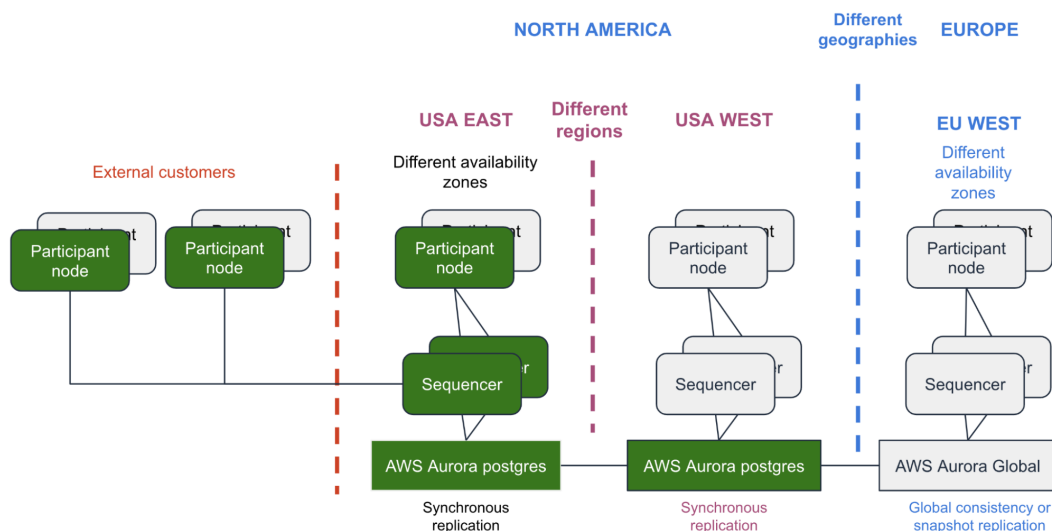 NORTH AMERICA
Different
geographies
EUROPE
USA EAST
Different
regions
USA WEST
EU WEST
External customers
Different availability
zones
Different
availability
zones
Participant
node
Participant
node
Participant
node
Participant
node
Participant
node
Sequencer
Sequencer
Sequencer
AWS Aurora postgres
AWS Aurora postgres
AWS Aurora Global
Synchronous
replication
Synchronous
replication
Global consistency or
snapshot replication